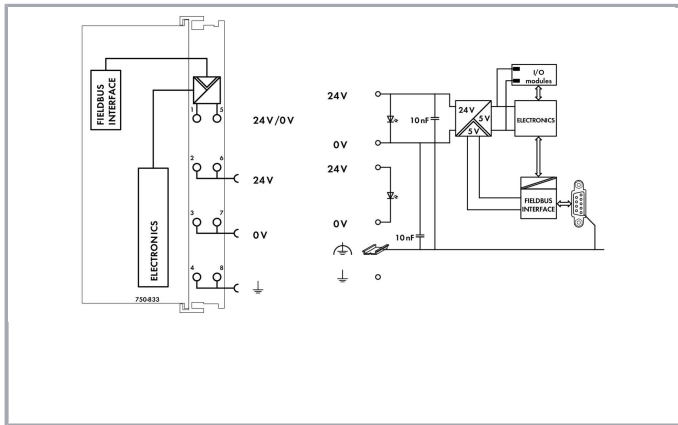 FIELDBUS
INTERFACE
ELECTRONICS
750-833
1 5
2 6
3 7
4 8
24V/0V
24V
0V
24V
0V
24V
0V
10nF
10nF
24V
5V
5V
I/O
modules
ELECTRONICS
FIELDBUS
INTERFACE